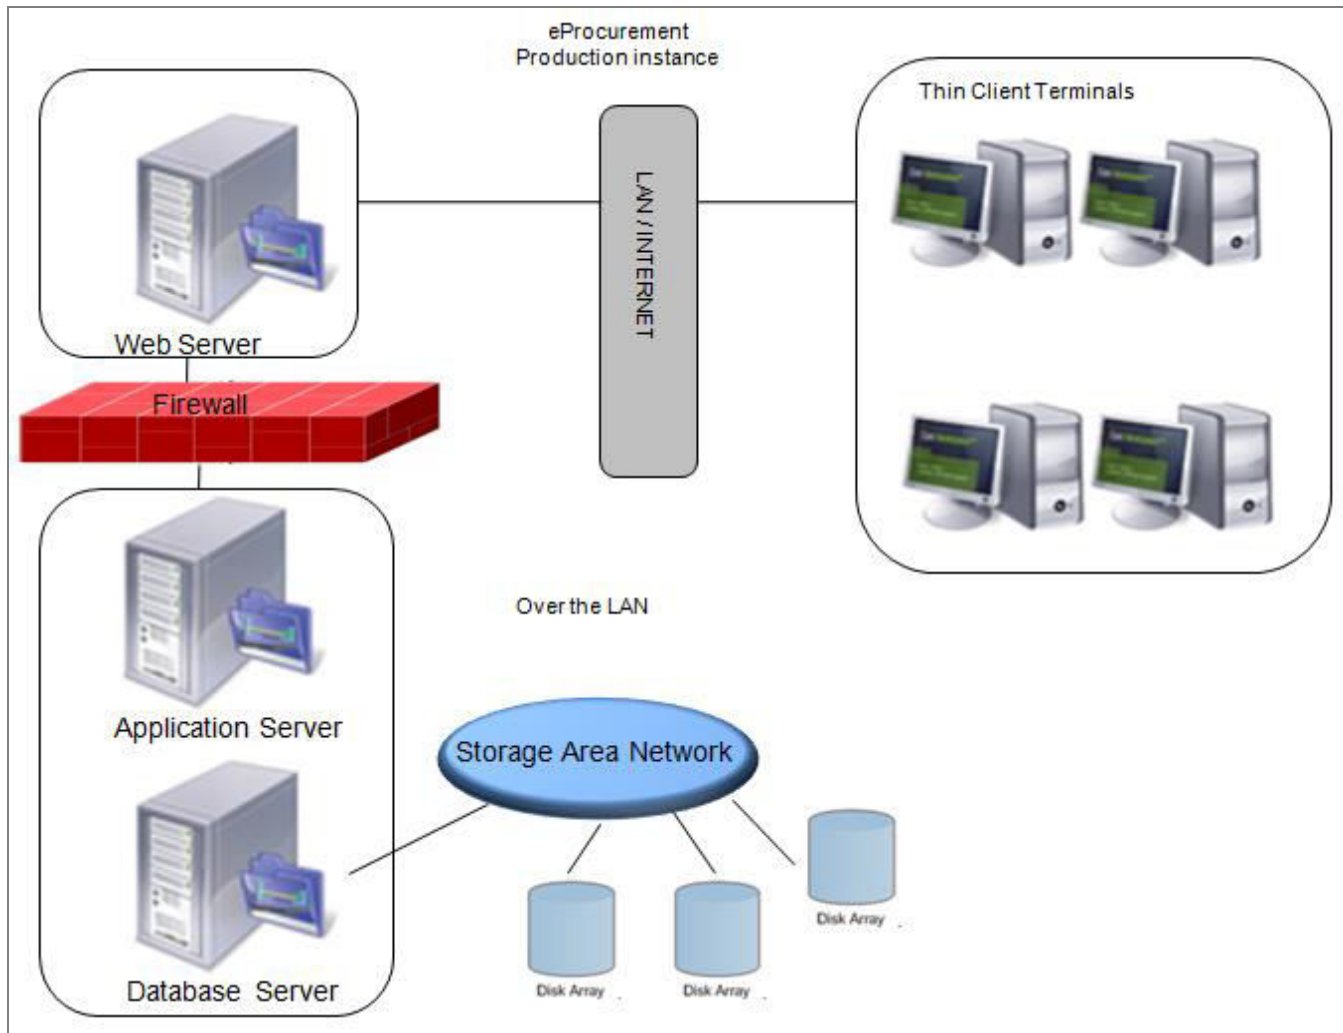 eProcurement
Production instance
Thin Client Terminals
LAN / INTERNET
Web Server
Firewall
Over the LAN
Application Server
Storage Area Network
Disk Array
Database Server
Disk Array
Disk Array